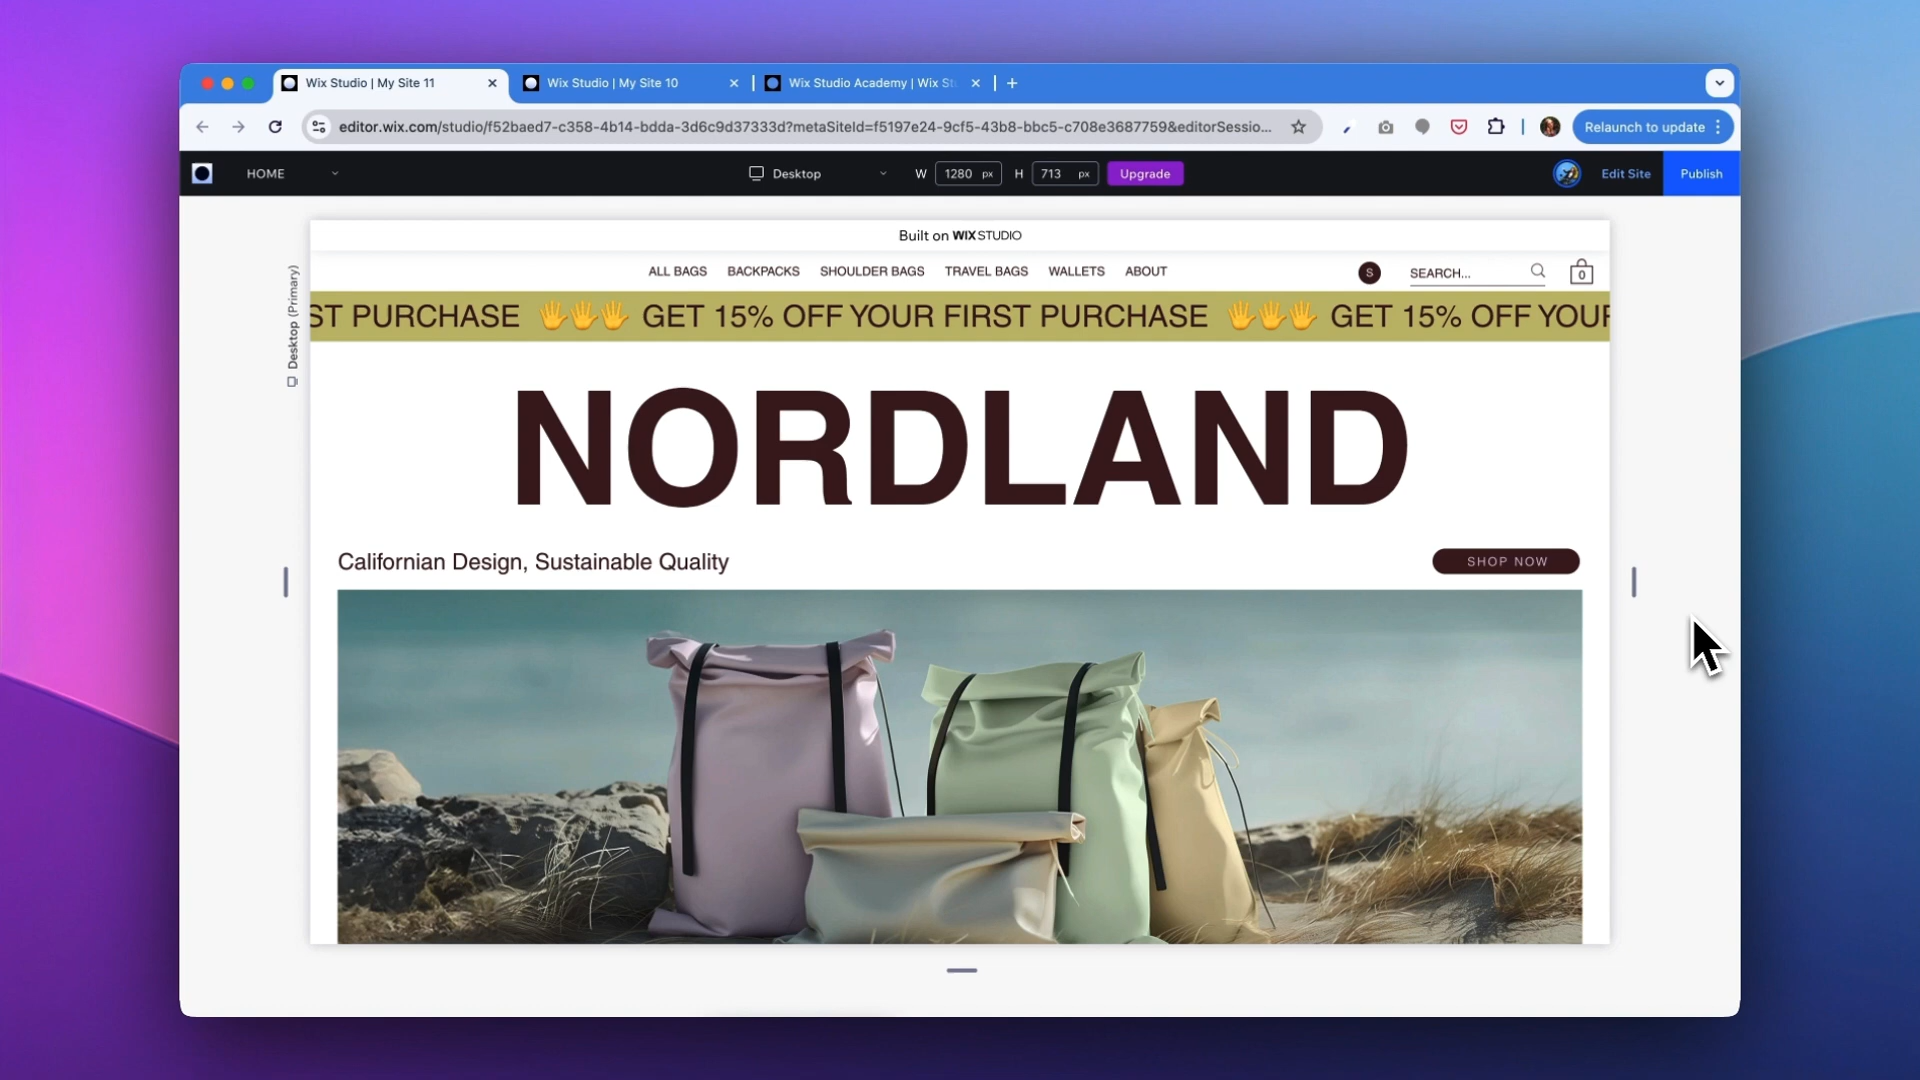 Wix Studio | My Site 11
Wix Studio | My Site 10
Wix Studio Academy | Wix St
editor.wix.com/studio/f52baed7-c358-4b14-bdda-3d6c9d37333d?metaSiteId=f5197e24-9cf5-43b8-bbc5-c708e3687759&editorSessio...
Relaunch to update
HOME
Desktop
W 1280 px H 713 px
Upgrade
Edit Site
Publish
Desktop (Primary)
Built on WIX STUDIO
ALL BAGS BACKPACKS SHOULDER BAGS TRAVEL BAGS WALLETS ABOUT
S
SEARCH...
0
ST PURCHASE 🖐🖐🖐 GET 15% OFF YOUR FIRST PURCHASE 🖐🖐🖐 GET 15% OFF YOUR
NORDLAND
Californian Design, Sustainable Quality
SHOP NOW